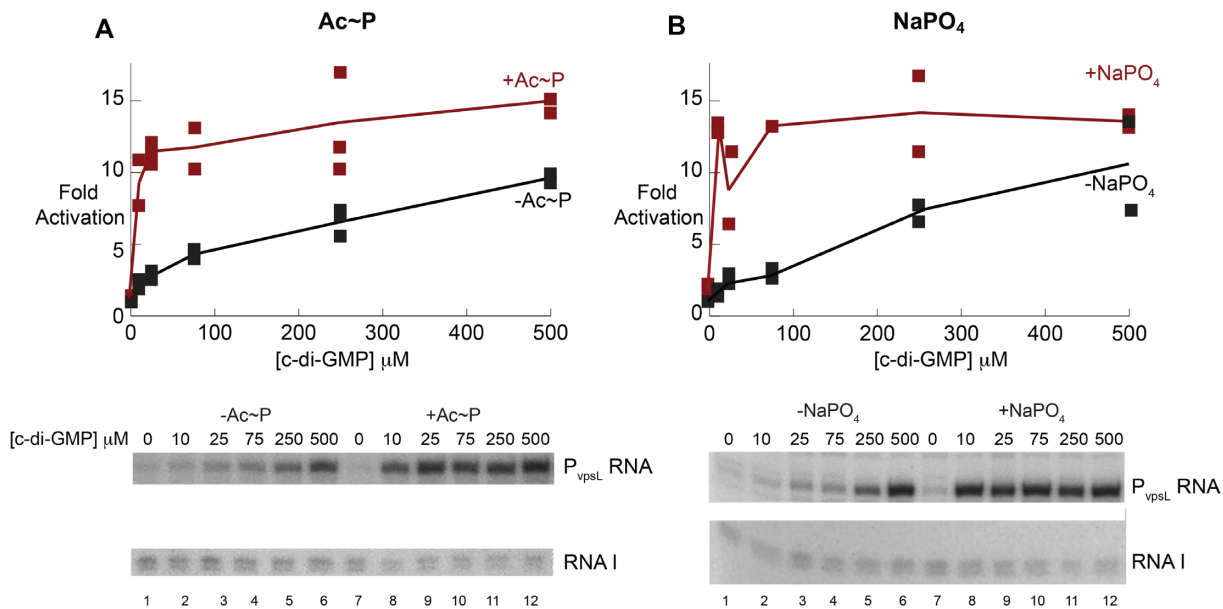 A
Ac~P
15
10
5
0
Fold
Activation
+Ac~P
-Ac~P
0
100
200
300
400
500
[c-di-GMP] μM
-Ac~P
+Ac~P
[c-di-GMP] μM 0 10 25 75 250 500 0 10 25 75 250 500
PvpsL RNA
RNA I
1 2 3 4 5 6 7 8 9 10 11 12
B
NaPO4
15
10
5
0
Fold
Activation
+NaPO4
-NaPO4
0
100
200
300
400
500
[c-di-GMP] μM
-NaPO4
+NaPO4
0 10 25 75 250 500 0 10 25 75 250 500
PvpsL RNA
RNA I
1 2 3 4 5 6 7 8 9 10 11 12